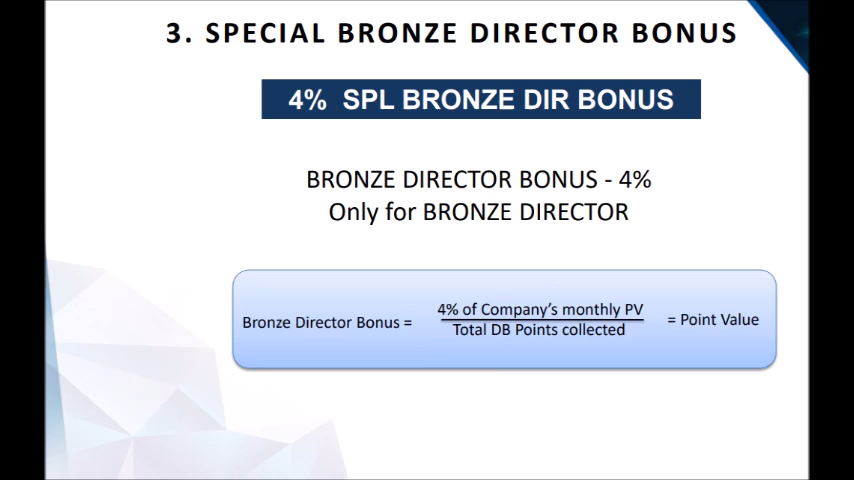 3. SPECIAL BRONZE DIRECTOR BONUS
4% SPL BRONZE DIR BONUS
BRONZE DIRECTOR BONUS - 4%
Only for BRONZE DIRECTOR
Bronze Director Bonus = 4% of Company's monthly PV = Point Value
Total DB Points collected